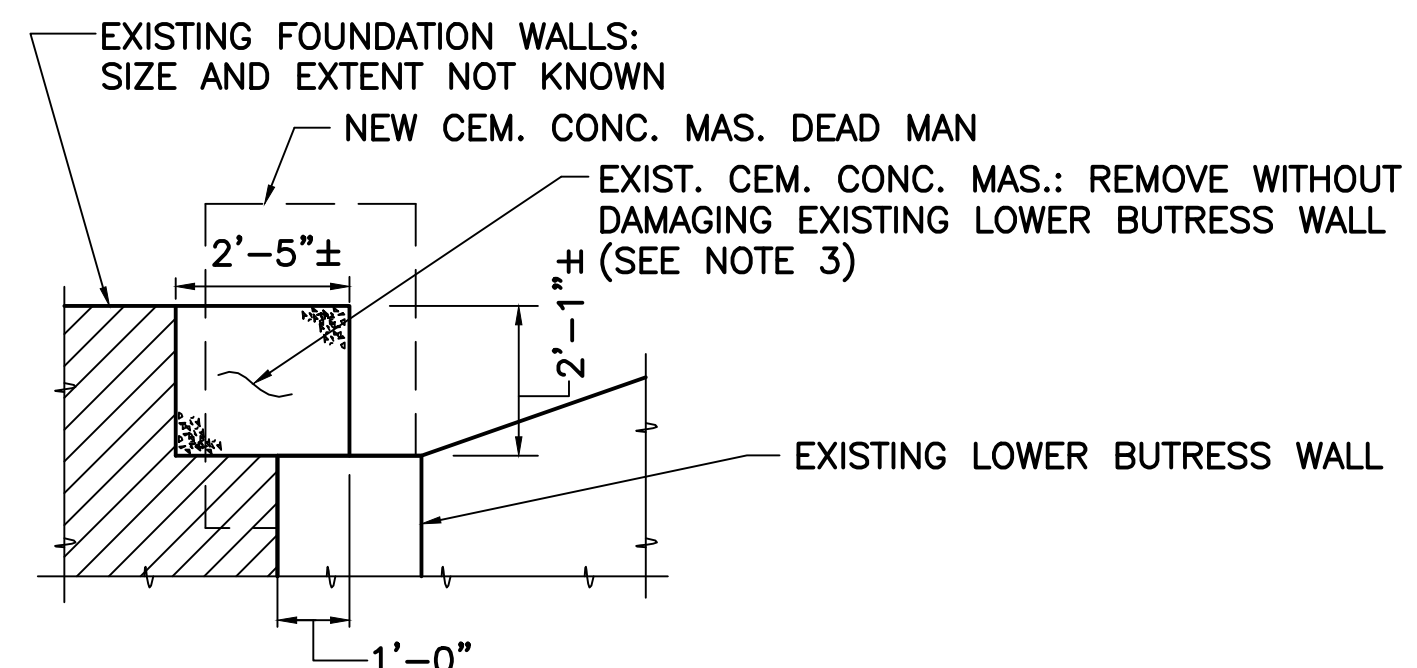 EXISTING FOUNDATION WALLS:
SIZE AND EXTENT NOT KNOWN
NEW CEM. CONC. MAS. DEAD MAN
EXIST. CEM. CONC. MAS.: REMOVE WITHOUT
DAMAGING EXISTING LOWER BUTRESS WALL
(SEE NOTE 3)
2'-5"±
2'-1"±
EXISTING LOWER BUTRESS WALL
1'-0"